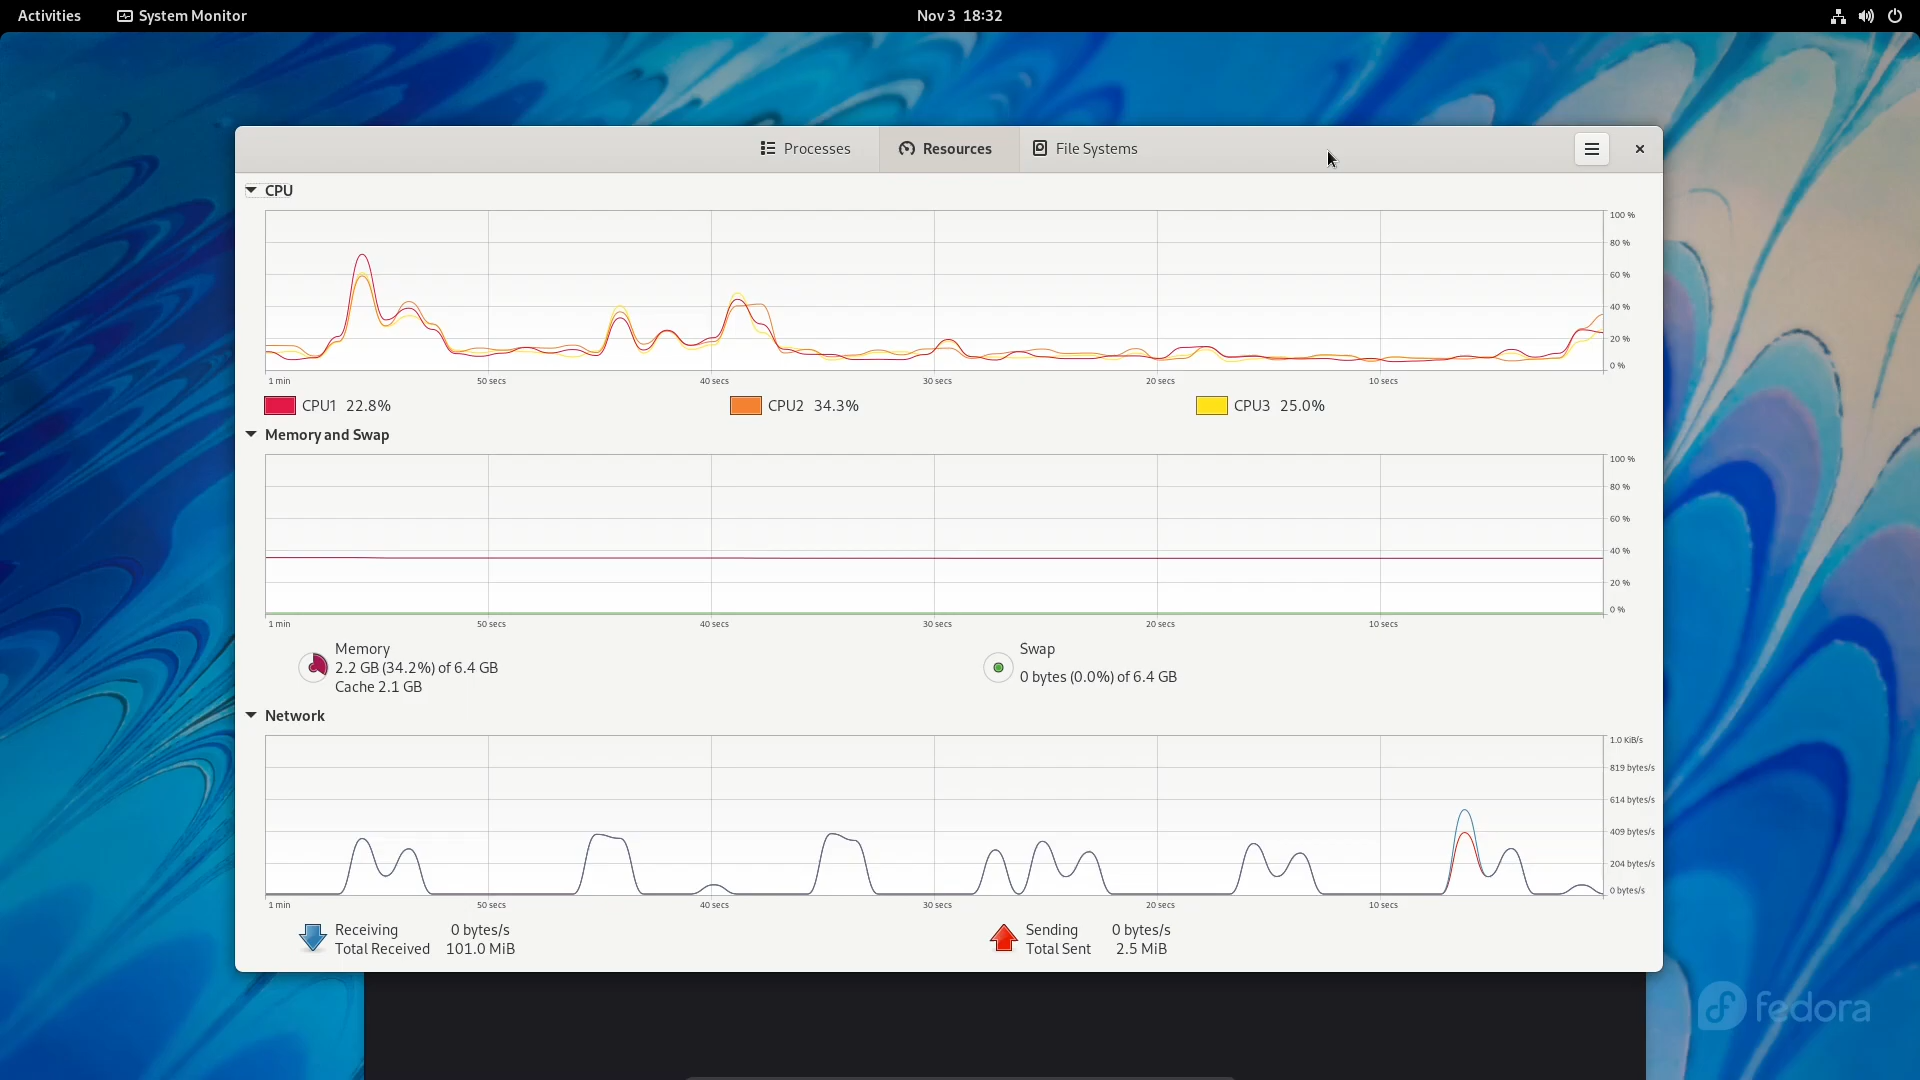 Activities System Monitor Nov 3 18:32
Processes Resources File Systems
CPU
100 %
80 %
60 %
40 %
20 %
0 %
1 min 50 secs 40 secs 30 secs 20 secs 10 secs
CPU1 22.8% CPU2 34.3% CPU3 25.0%
Memory and Swap
100 %
80 %
60 %
40 %
20 %
0 %
1 min 50 secs 40 secs 30 secs 20 secs 10 secs
Memory
2.2 GB (34.2%) of 6.4 GB
Cache 2.1 GB
Swap
0 bytes (0.0%) of 6.4 GB
Network
1.0 KiB/s
819 bytes/s
614 bytes/s
409 bytes/s
204 bytes/s
0 bytes/s
1 min 50 secs 40 secs 30 secs 20 secs 10 secs
Receiving 0 bytes/s
Total Received 101.0 MiB
Sending 0 bytes/s
Total Sent 2.5 MiB
fedora